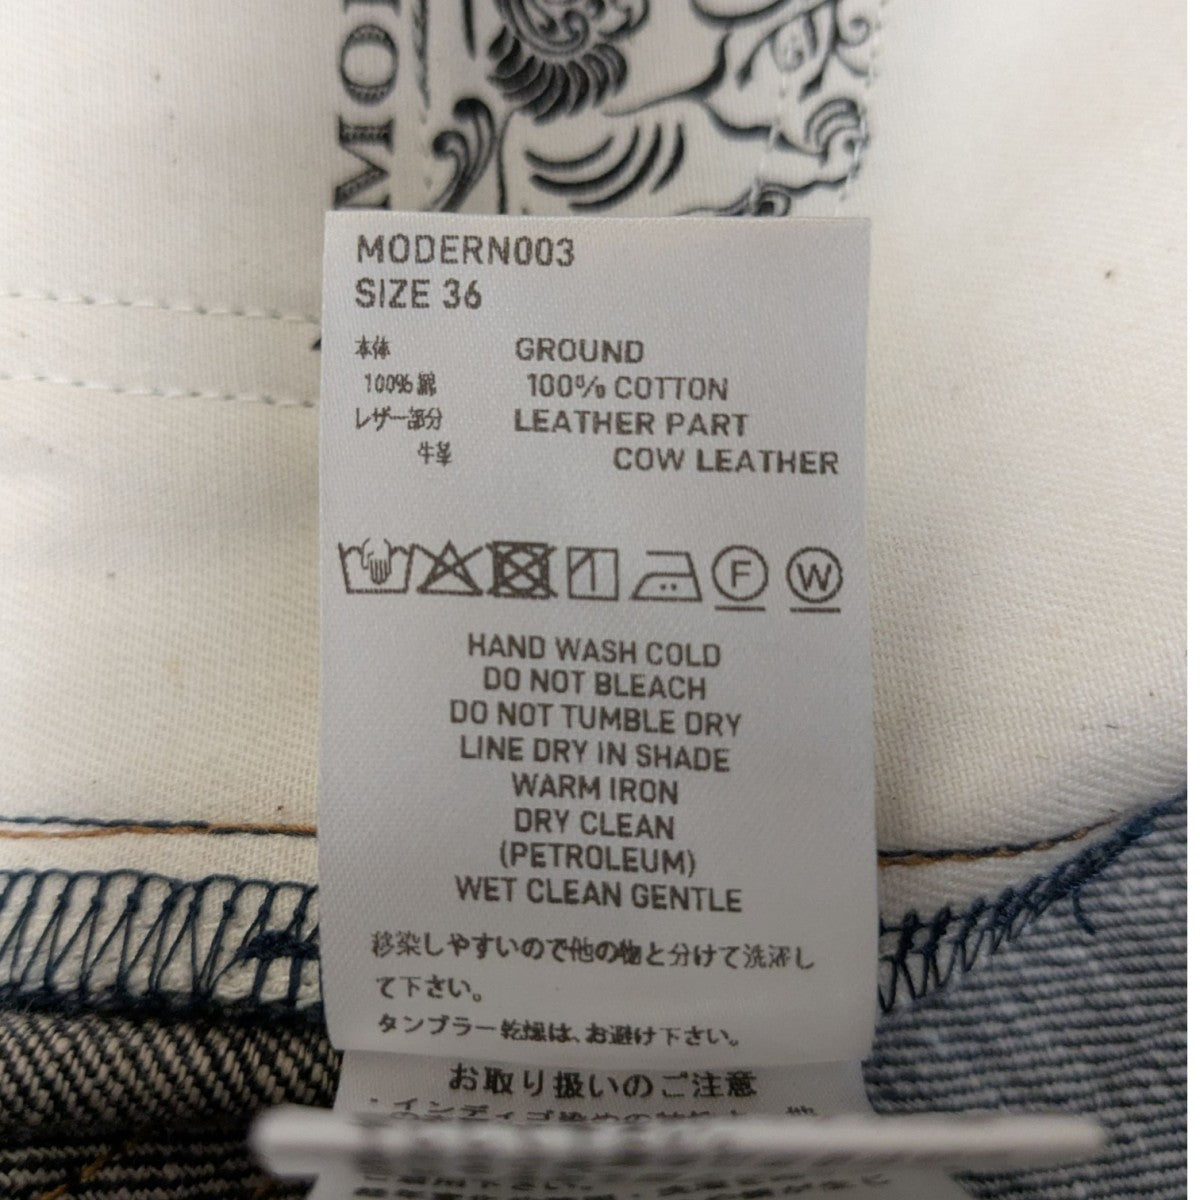 MO
MODERN003
SIZE 36
本体 GROUND
100% 綿 100% COTTON
レザー部分 LEATHER PART
牛革 COW LEATHER
F W
HAND WASH COLD
DO NOT BLEACH
DO NOT TUMBLE DRY
LINE DRY IN SHADE
WARM IRON
DRY CLEAN
(PETROLEUM)
WET CLEAN GENTLE
移染しやすいので他の物と分けて洗濯し
て下さい。
タンブラー乾燥は、お避け下さい。
お取り扱いのご注意